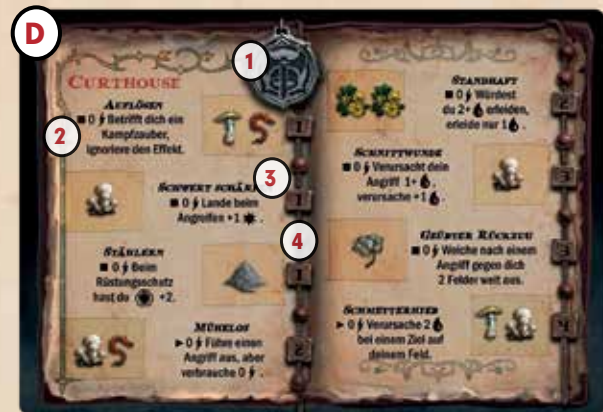 D
1
CURTHOUSE
AUFLÖSEN
■ 0 Betrifft dich ein
Kampfzauber,
ignoriere den Effekt.
2
1
3
SCHWERT SCHÄR
■ 0 Lande beim
Angreifen +1 .
1
4
STÄHLERN
■ 0 Beim
Rüstungsschatz
hast du +2.
1
MÜHELOS
► 0 Führe einen
Angriff aus, aber
verbrauche 0 .
2
STANDHAFT
■ 0 Würdest
du 2+ erleiden,
erleide nur 1 .
2
SCHNITTWUNDE
■ 0 Verursacht dein
Angriff 1+ ,
verursache +1 .
3
GEÜBTER RÜCKZUG
■ 0 Weiche nach einem
Angriff gegen dich
2 Felder weit aus.
3
SCHMETTERHIEB
► 0 Verursache 2
bei einem Ziel auf
deinem Feld.
4